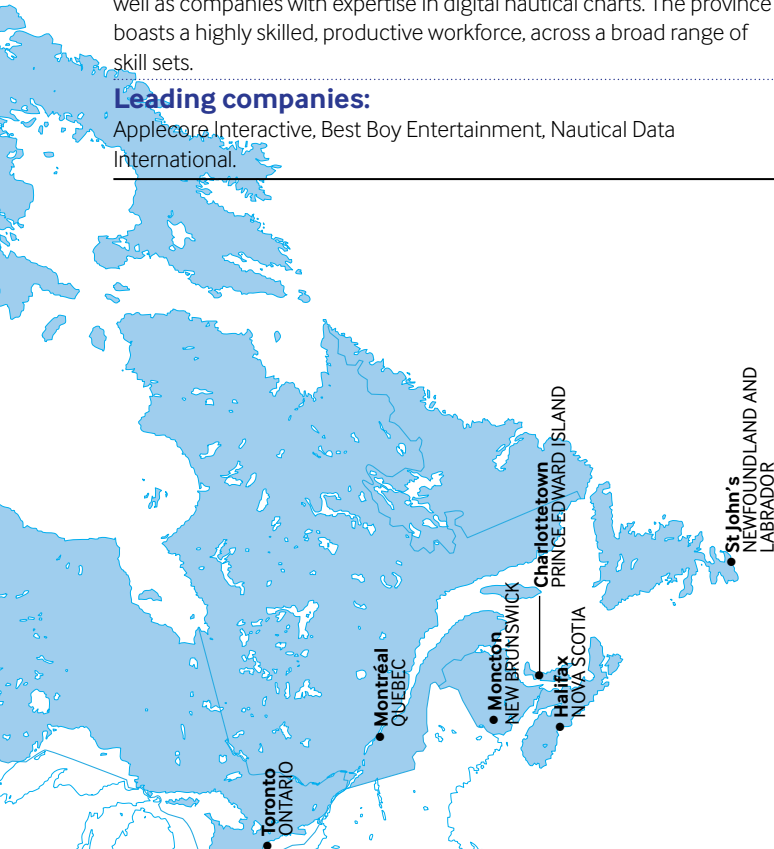 well as companies with expertise in digital nautical charts. The province
boasts a highly skilled, productive workforce, across a broad range of
skill sets.
Leading companies:
Applecore Interactive, Best Boy Entertainment, Nautical Data
International.
Toronto
ONTARIO
Montréal
QUEBEC
Moncton
NEW BRUNSWICK
Charlottetown
PRINCE EDWARD ISLAND
Halifax
NOVA SCOTIA
St John's
NEWFOUNDLAND AND
LABRADOR